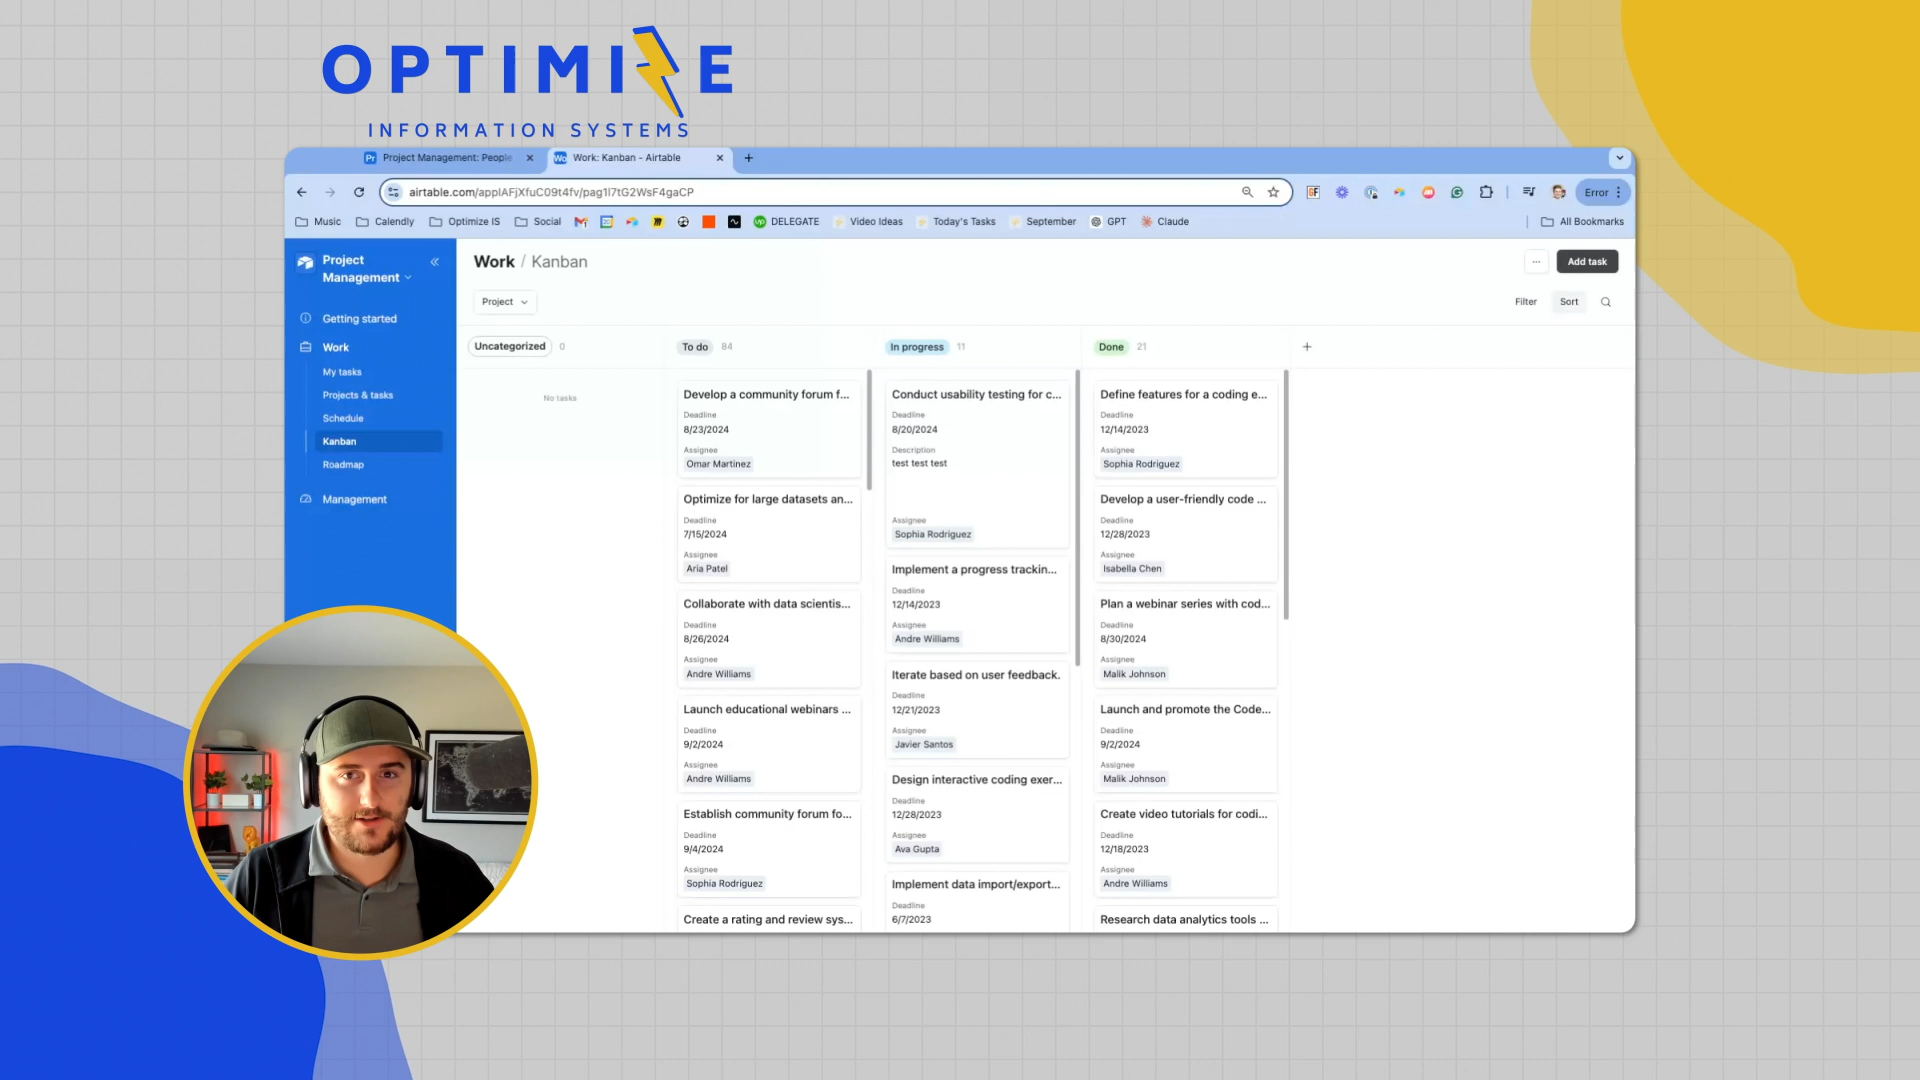 OPTIMIZE
INFORMATION SYSTEMS
Project Management: People
Work: Kanban - Airtable
airtable.com/appIAFjXfuC09t4fv/pag1I7tG2WsF4gaCP
Error
Music
Calendly
Optimize IS
Social
DELEGATE
Video Ideas
Today's Tasks
September
GPT
Claude
All Bookmarks
Project
Management
Getting started
Work
My tasks
Projects & tasks
Schedule
Kanban
Roadmap
Management
Work / Kanban
Add task
Project
Filter
Sort
Uncategorized 0
No tasks
To do 84
Develop a community forum f...
Deadline
8/23/2024
Assignee
Omar Martinez
Optimize for large datasets an...
Deadline
7/15/2024
Assignee
Aria Patel
Collaborate with data scientis...
Deadline
8/26/2024
Assignee
Andre Williams
Launch educational webinars ...
Deadline
9/2/2024
Assignee
Andre Williams
Establish community forum fo...
Deadline
9/4/2024
Assignee
Sophia Rodriguez
Create a rating and review sys...
In progress 11
Conduct usability testing for c...
Deadline
8/20/2024
Description
test test test
Assignee
Sophia Rodriguez
Implement a progress trackin...
Deadline
12/14/2023
Assignee
Andre Williams
Iterate based on user feedback.
Deadline
12/21/2023
Assignee
Javier Santos
Design interactive coding exer...
Deadline
12/28/2023
Assignee
Ava Gupta
Implement data import/export...
Deadline
6/7/2023
Done 21
Define features for a coding e...
Deadline
12/14/2023
Assignee
Sophia Rodriguez
Develop a user-friendly code ...
Deadline
12/28/2023
Assignee
Isabella Chen
Plan a webinar series with cod...
Deadline
8/30/2024
Assignee
Malik Johnson
Launch and promote the Code...
Deadline
9/2/2024
Assignee
Malik Johnson
Create video tutorials for codi...
Deadline
12/18/2023
Assignee
Andre Williams
Research data analytics tools ...